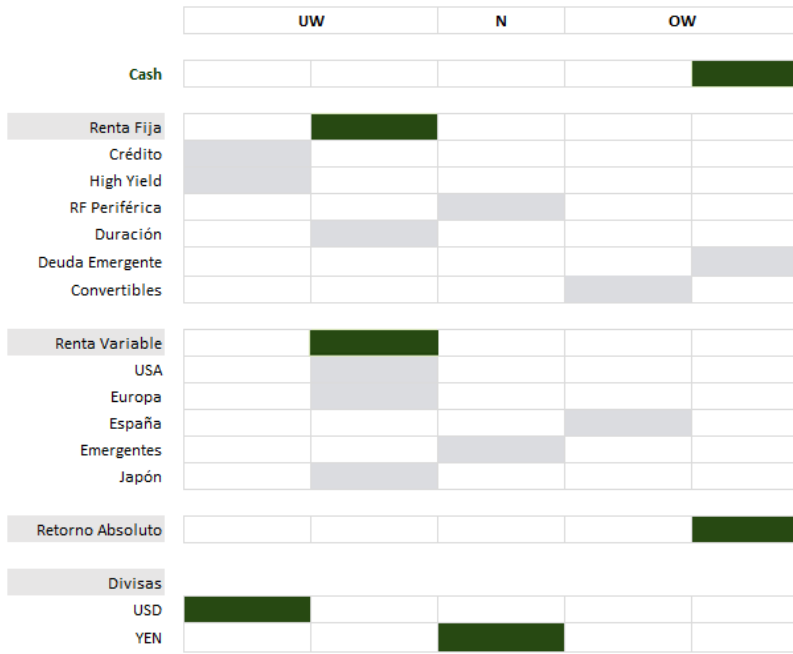 UW N OW
Cash
Renta Fija
Crédito
High Yield
RF Periférica
Duración
Deuda Emergente
Convertibles
Renta Variable
USA
Europa
España
Emergentes
Japón
Retorno Absoluto
Divisas
USD
YEN